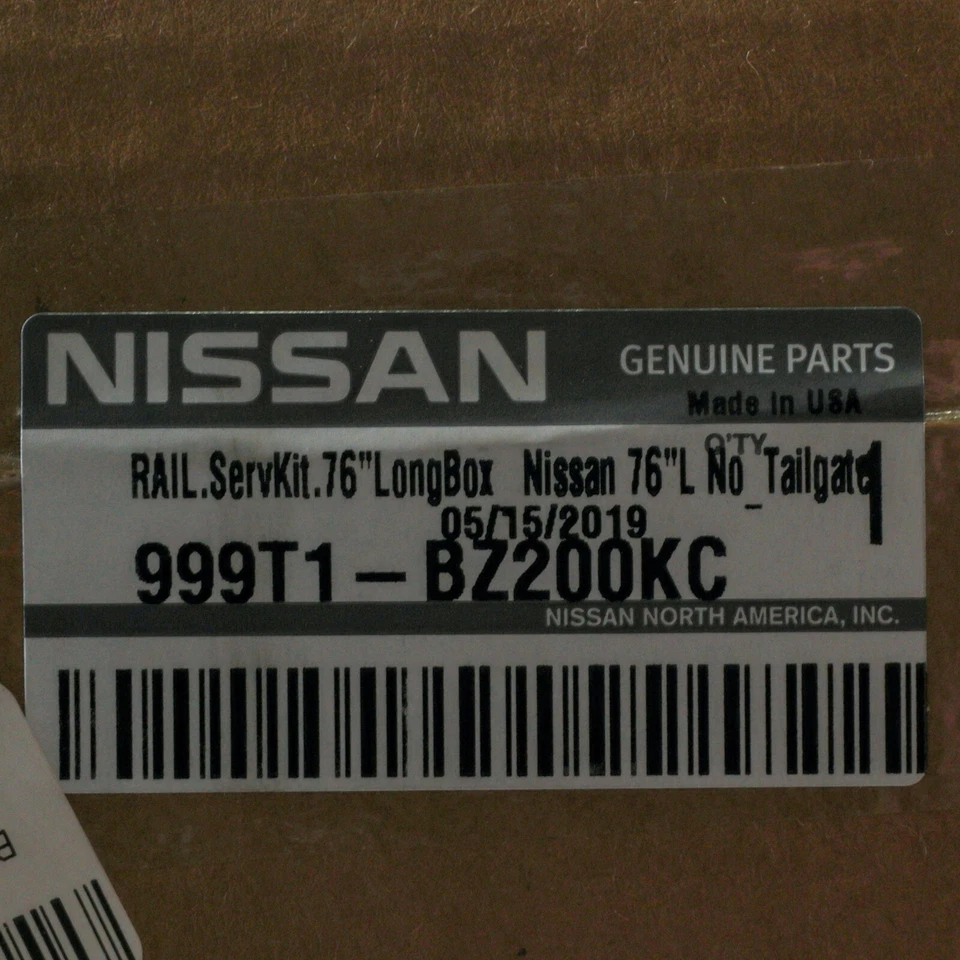 NISSAN GENUINE PARTS
Made in USA
Q'TY
RAIL.ServKit.76"LongBox Nissan 76"L No_Tailgate 1
05/15/2019
999T1-BZ200KC
NISSAN NORTH AMERICA, INC.